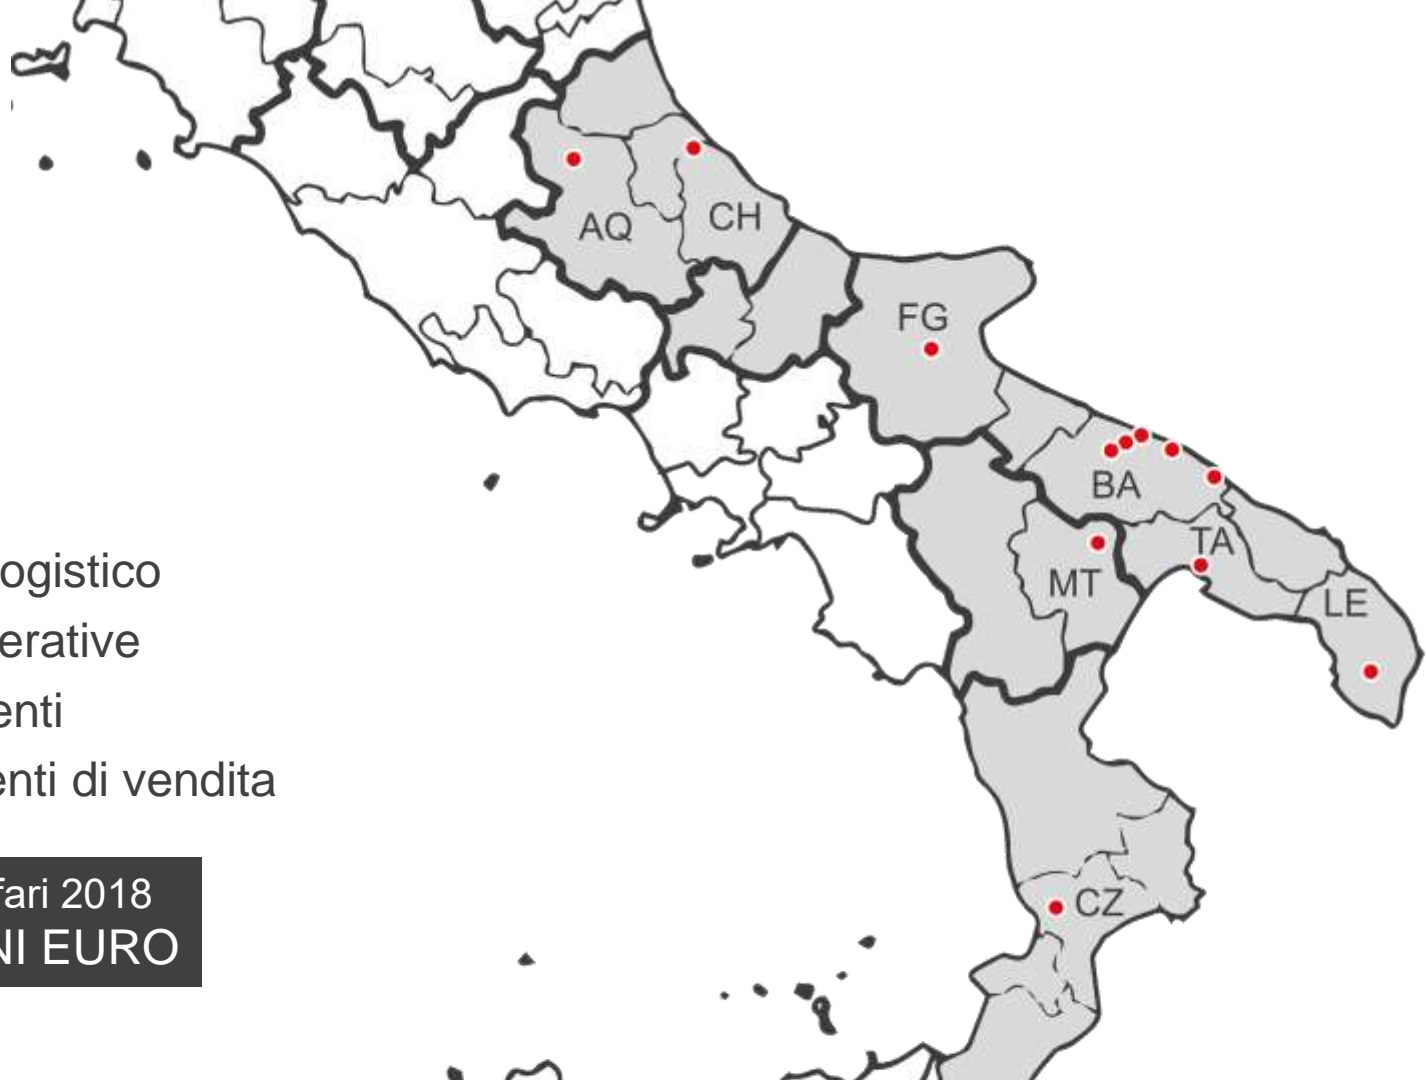 AQ
CH
FG
BA
TA
MT
LE
CZ
ogistico
erative
enti
enti di vendita
fari 2018
NI EURO